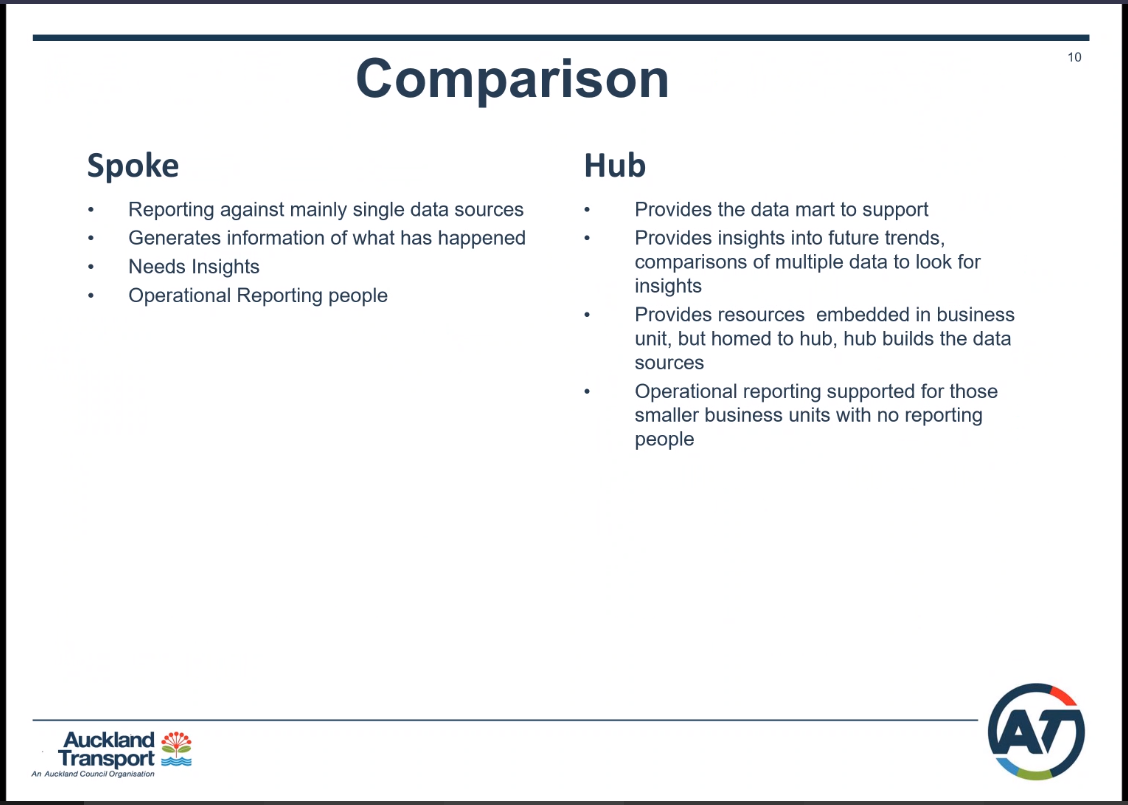 10
Comparison
Spoke
• Reporting against mainly single data sources
• Generates information of what has happened
• Needs Insights
• Operational Reporting people
Hub
• Provides the data mart to support
• Provides insights into future trends,
comparisons of multiple data to look for
insights
• Provides resources  embedded in business
unit, but homed to hub, hub builds the data
sources
• Operational reporting supported for those
smaller business units with no reporting
people
Auckland
Transport
An Auckland Council Organisation
AT